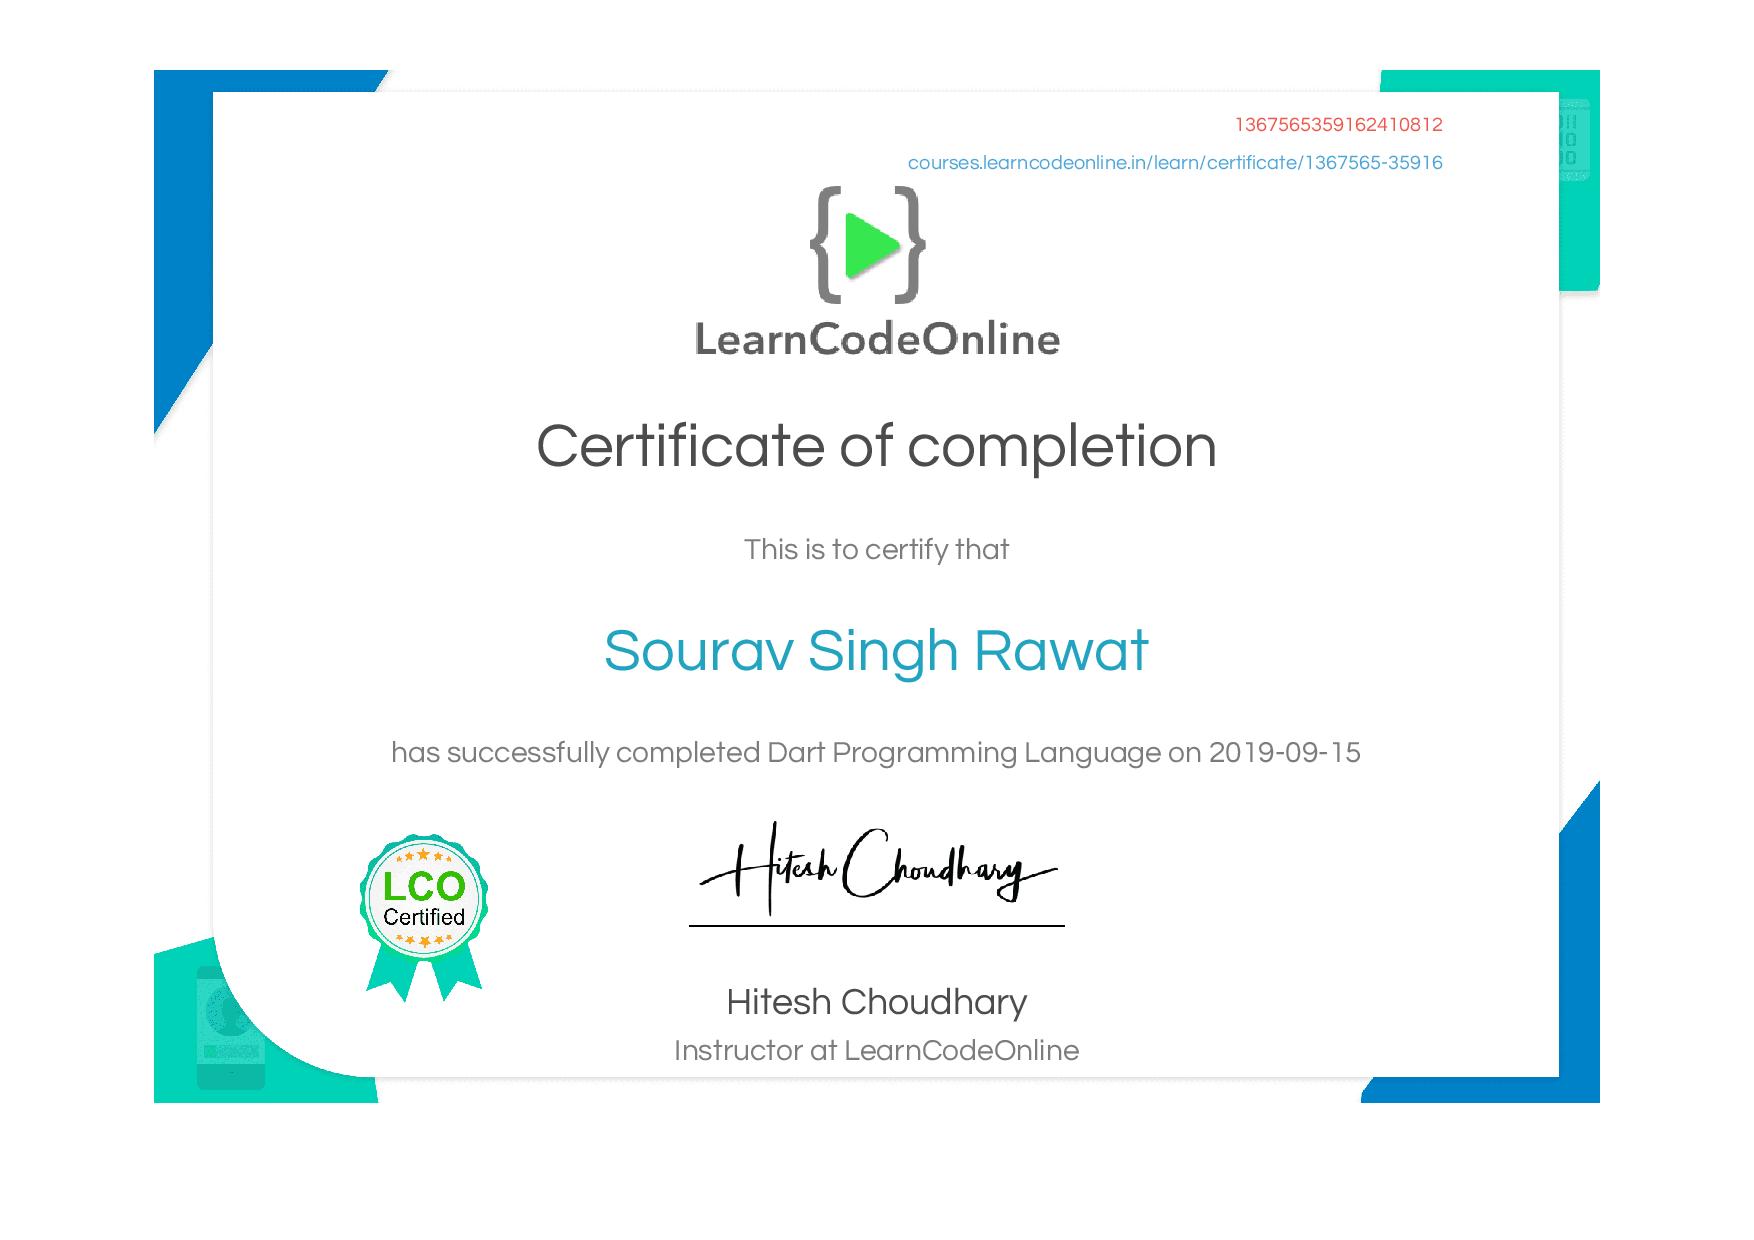 1367565359162410812
courses.learncodeonline.in/learn/certificate/1367565-35916
LearnCodeOnline
Certificate of completion
This is to certify that
Sourav Singh Rawat
has successfully completed Dart Programming Language on 2019-09-15
LCO
Certified
Hitesh Choudhary
Hitesh Choudhary
Instructor at LearnCodeOnline